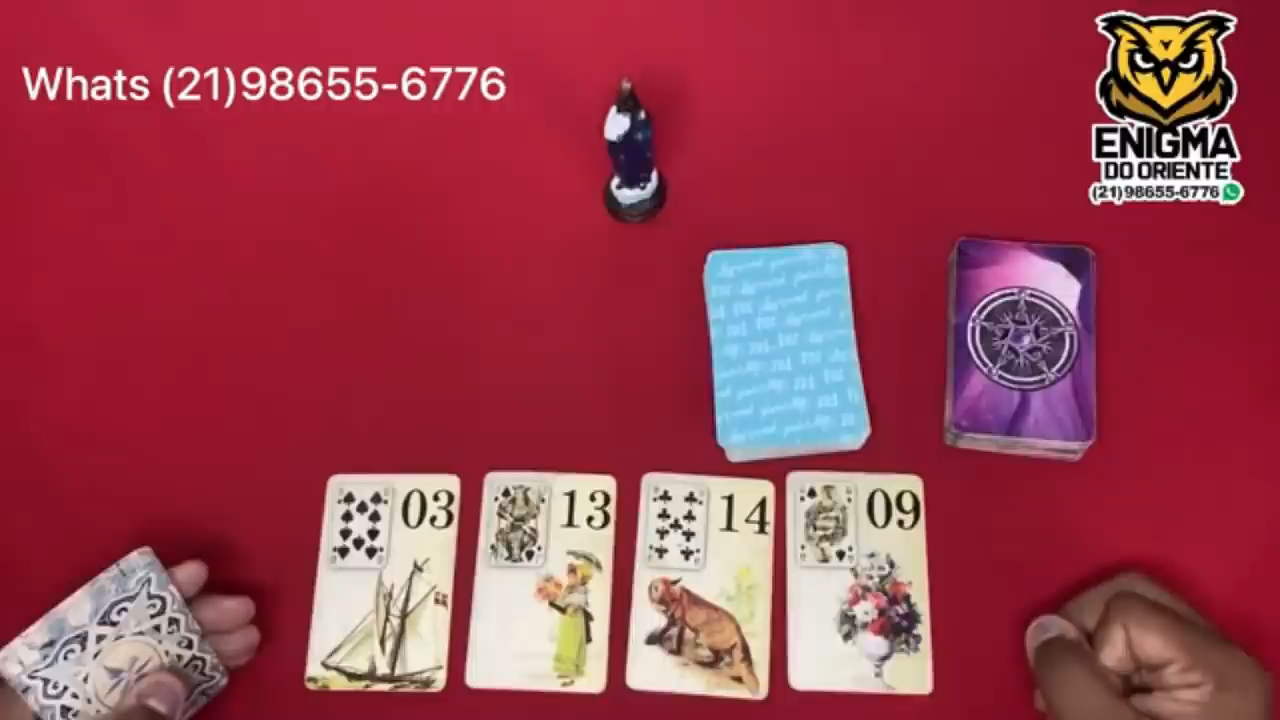 Whats (21)98655-6776
ENIGMA
DO ORIENTE
(21)98655-6776
03
13
14
09